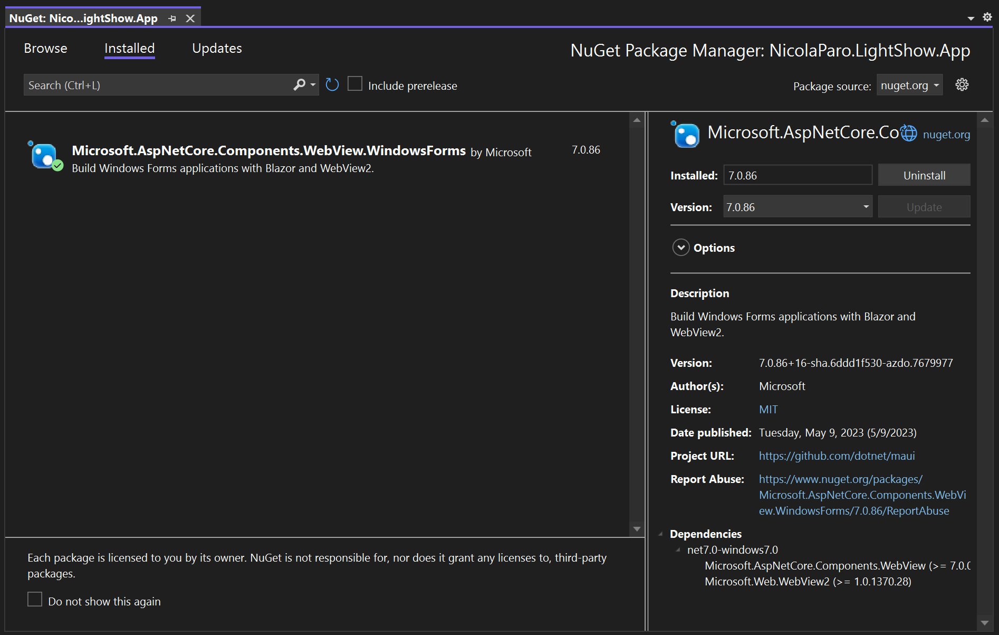 NuGet: Nico...ightShow.App
Browse Installed Updates
NuGet Package Manager: NicolaParo.LightShow.App
Search (Ctrl+L)
Include prerelease
Package source: nuget.org
Microsoft.AspNetCore.Components.WebView.WindowsForms by Microsoft 7.0.86
Build Windows Forms applications with Blazor and WebView2.
Each package is licensed to you by its owner. NuGet is not responsible for, nor does it grant any licenses to, third-party
packages.
Do not show this again
Microsoft.AspNetCore.Co nuget.org
Installed: 7.0.86 Uninstall
Version: 7.0.86 Update
Options
Description
Build Windows Forms applications with Blazor and
WebView2.
Version: 7.0.86+16-sha.6ddd1f530-azdo.7679977
Author(s): Microsoft
License: MIT
Date published: Tuesday, May 9, 2023 (5/9/2023)
Project URL: https://github.com/dotnet/maui
Report Abuse: https://www.nuget.org/packages/
Microsoft.AspNetCore.Components.WebVi
ew.WindowsForms/7.0.86/ReportAbuse
Dependencies
net7.0-windows7.0
Microsoft.AspNetCore.Components.WebView (>= 7.0.0
Microsoft.Web.WebView2 (>= 1.0.1370.28)